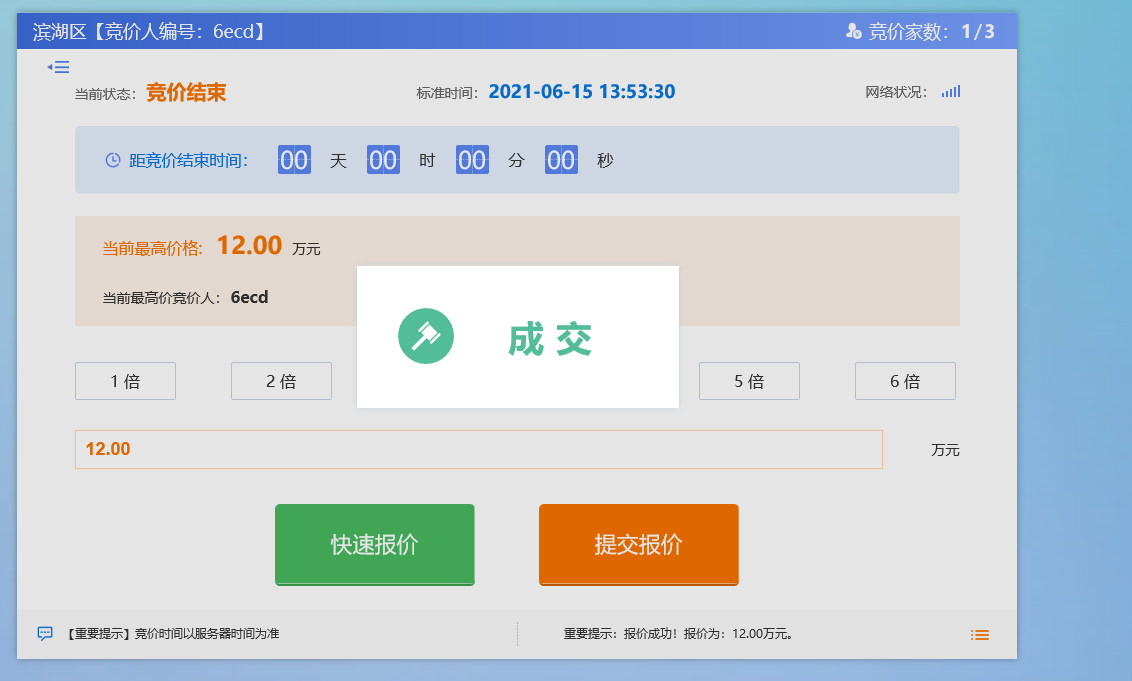 滨湖区【竞价人编号：6ecd】 竞价家数： 1 / 3
当前状态： 竞价结束 标准时间： 2021-06-15 13:53:30 网络状况：
距竞价结束时间： 00 天 00 时 00 分 00 秒
当前最高价格: 12.00 万元
当前最高价竞价人： 6ecd
成交
1 倍 2 倍 5 倍 6 倍
12.00 万元
快速报价 提交报价
【重要提示】竞价时间以服务器时间为准 重要提示：报价成功！报价为：12.00万元。